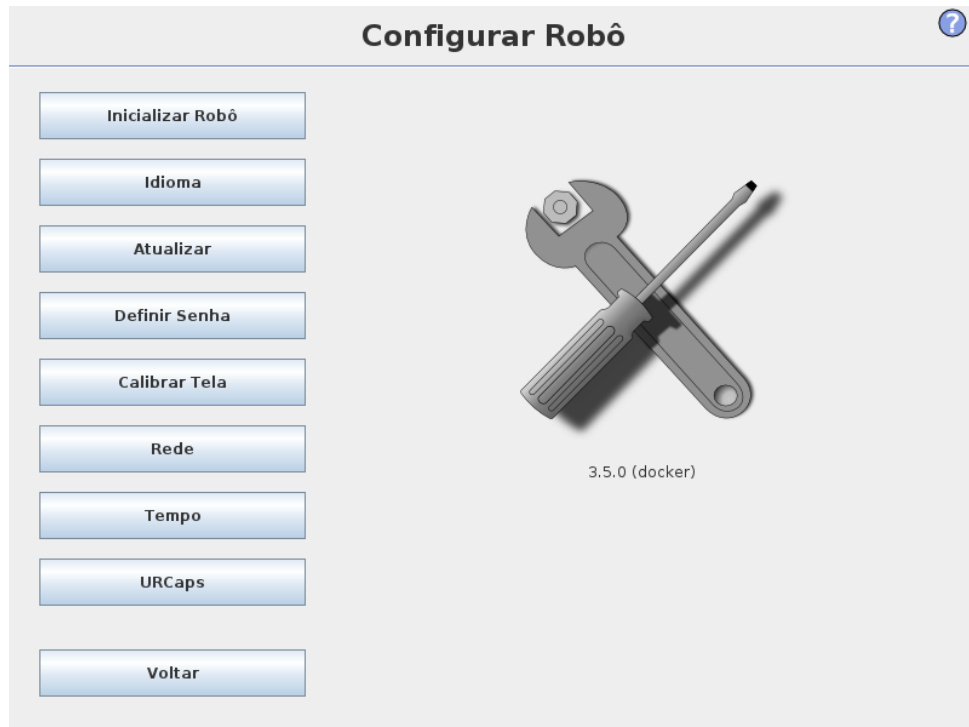 Configurar Robô
?
Inicializar Robô
Idioma
Atualizar
Definir Senha
Calibrar Tela
Rede
Tempo
URCaps
Voltar
3.5.0 (docker)